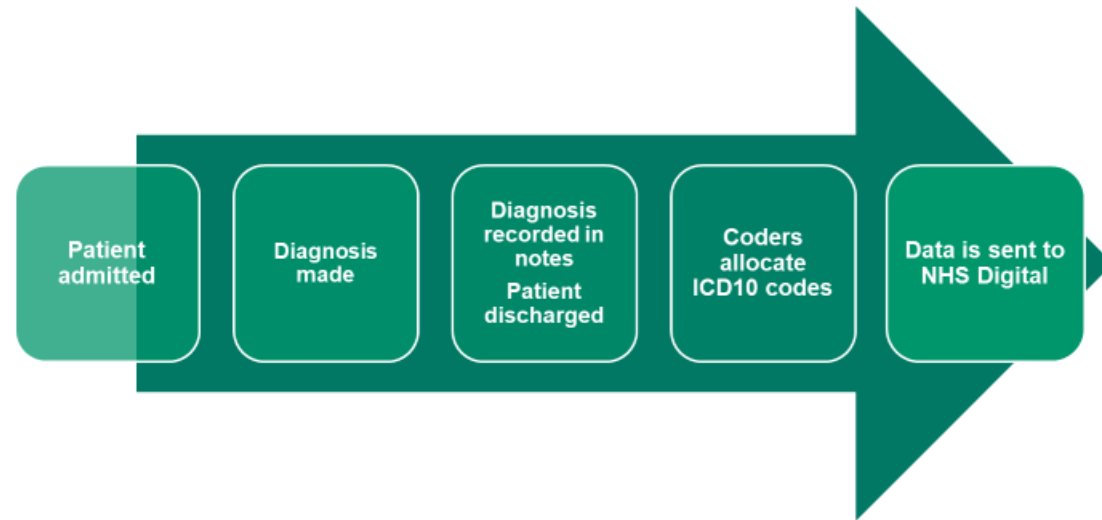 Patient
admitted
Diagnosis
made
Diagnosis
recorded in
notes
Patient
discharged
Coders
allocate
ICD10 codes
Data is sent to
NHS Digital